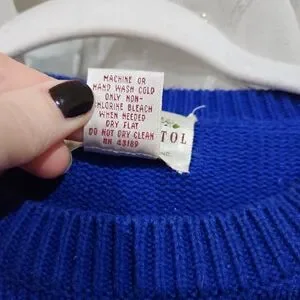 MACHINE OR
HAND WASH COLD
ONLY NON-
CHLORINE BLEACH
WHEN NEEDED
DRY FLAT
DO NOT DRY CLEAN
RN 43169
TOL